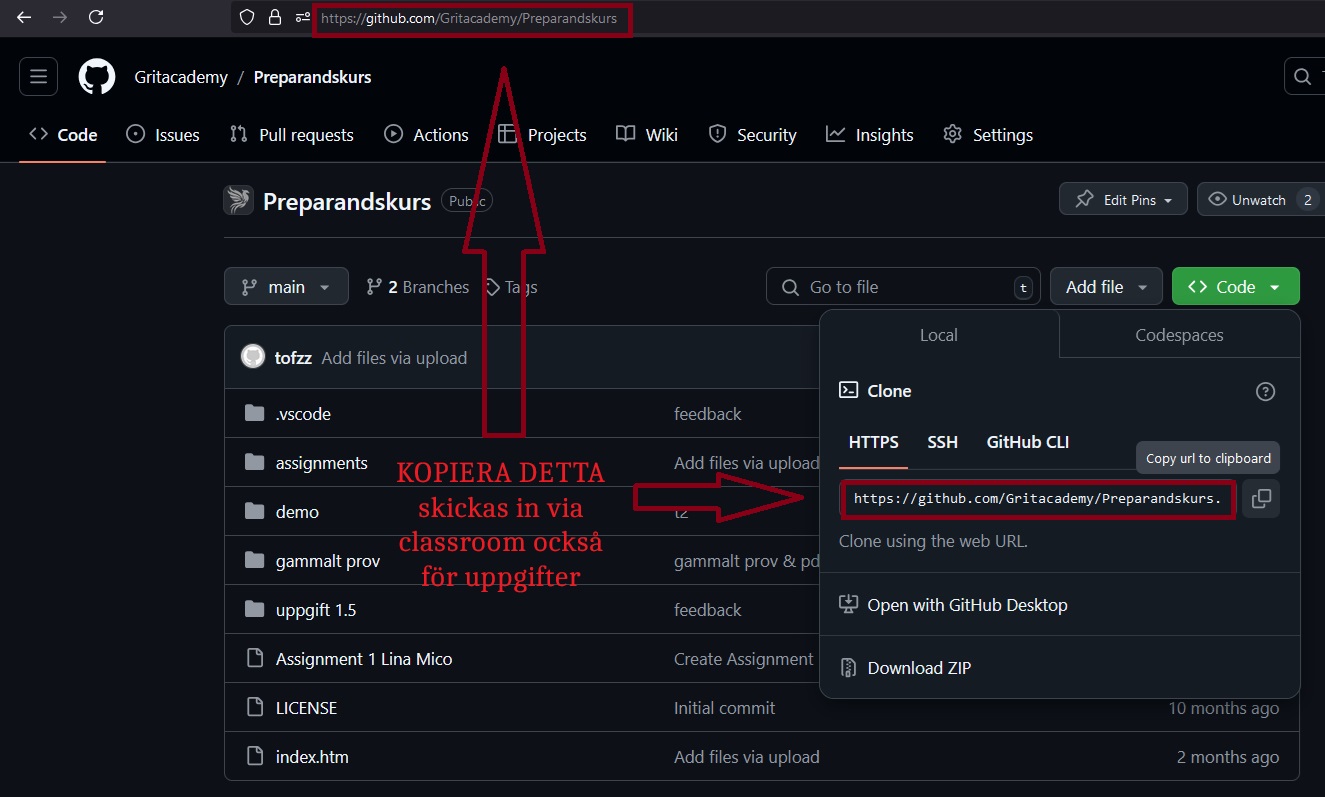 https://github.com/Gritacademy/Preparandskurs
Gritacademy / Preparandskurs
Code Issues Pull requests Actions Projects Wiki Security Insights Settings
Preparandskurs Public
Edit Pins Unwatch 2
main 2 Branches Tags Go to file t Add file Code
Local Codespaces
tofzz Add files via upload
Clone
.vscode feedback
HTTPS SSH GitHub CLI
Copy url to clipboard
assignments Add files via upload
KOPIERA DETTA
skickas in via
classroom också
för uppgifter
https://github.com/Gritacademy/Preparandskurs.
demo t2
Clone using the web URL.
gammalt prov gammalt prov & pd
Open with GitHub Desktop
uppgift 1.5 feedback
Assignment 1 Lina Mico Create Assignment
Download ZIP
LICENSE Initial commit 10 months ago
index.htm Add files via upload 2 months ago